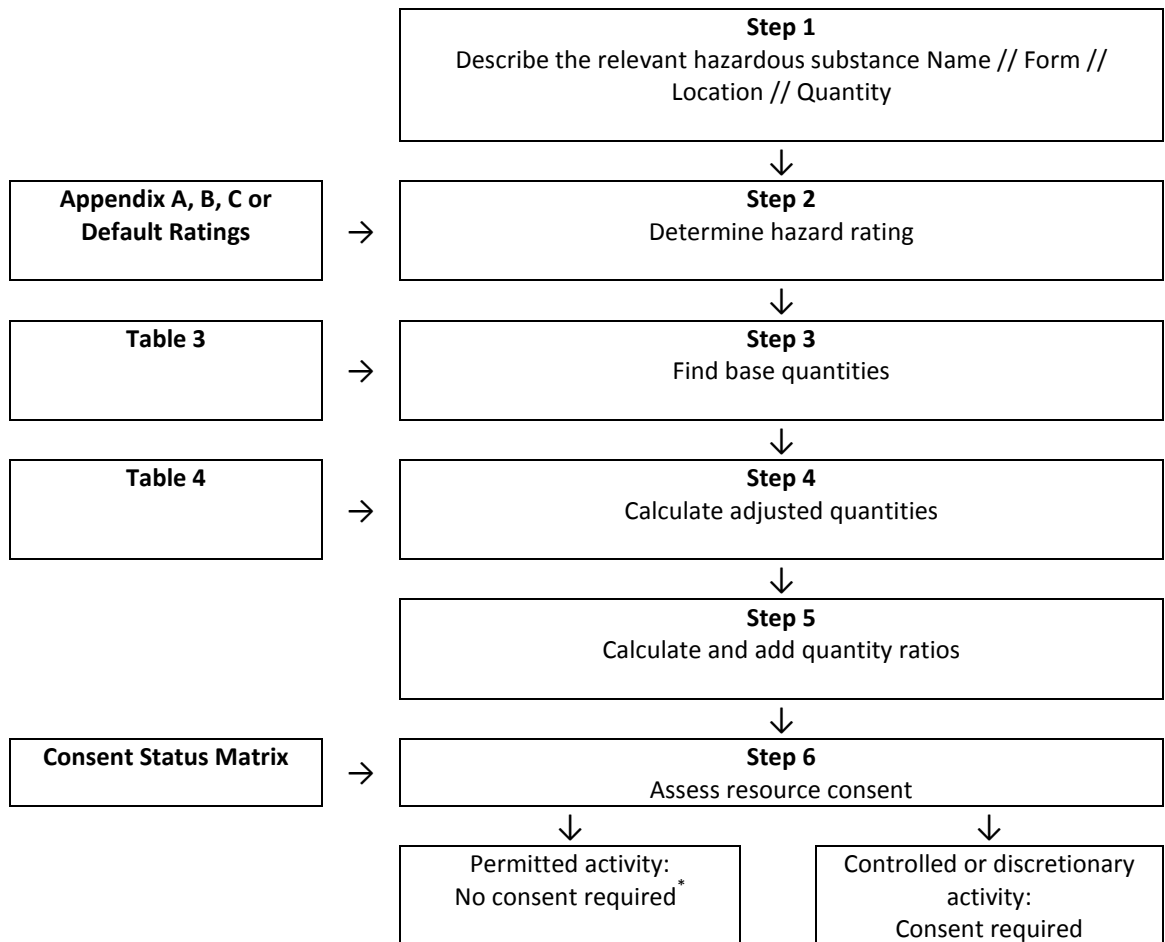 Step 1
Describe the relevant hazardous substance Name // Form //
Location // Quantity
↓
Appendix A, B, C or
Default Ratings
→
Step 2
Determine hazard rating
↓
Table 3
→
Step 3
Find base quantities
↓
Table 4
→
Step 4
Calculate adjusted quantities
↓
Step 5
Calculate and add quantity ratios
↓
Consent Status Matrix
→
Step 6
Assess resource consent
↓
↓
Permitted activity:
No consent required*
Controlled or discretionary
activity:
Consent required